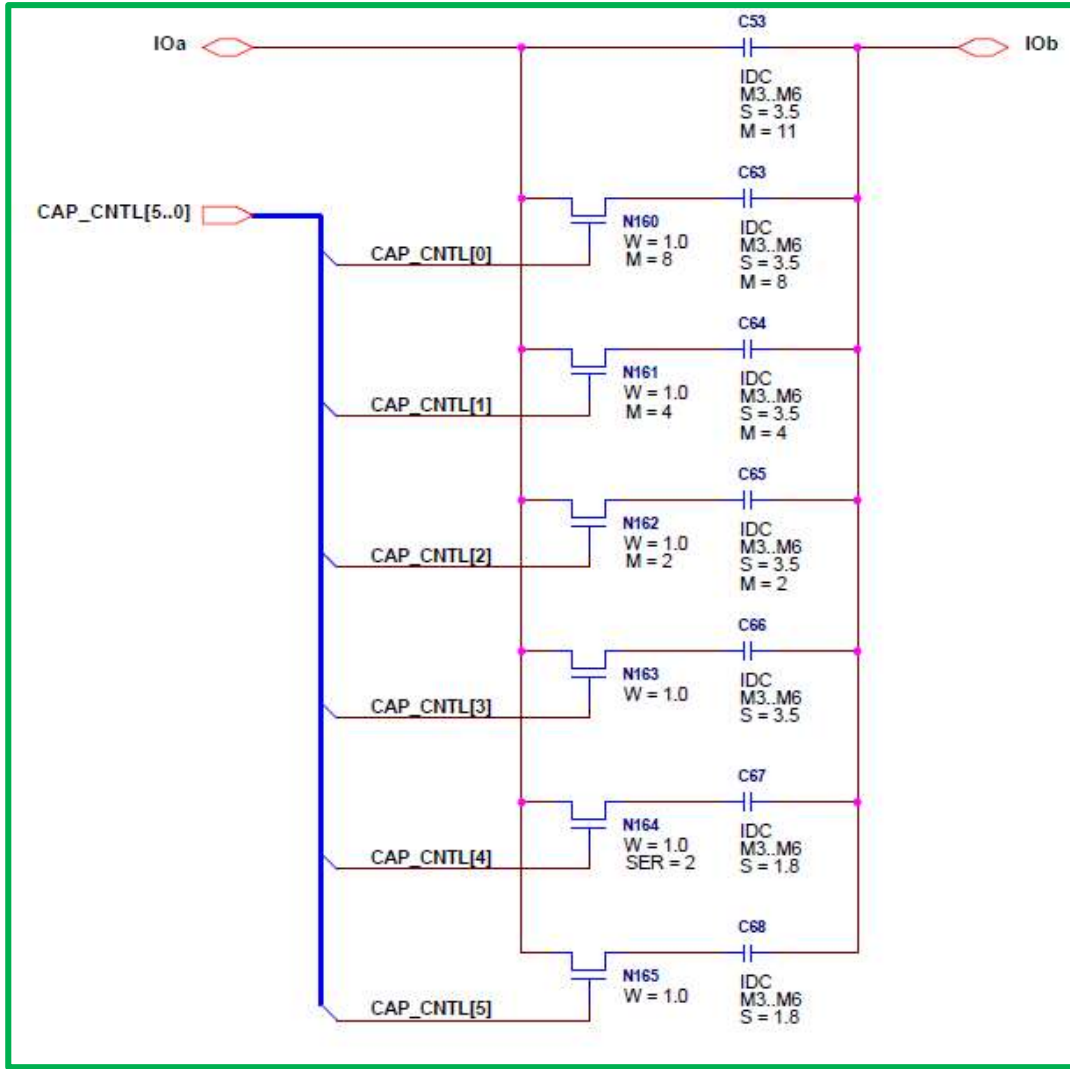 C53
IOa
IOb
IDC
M3..M6
S = 3.5
M = 11
C63
CAP_CNTL[5..0]
N160
W = 1.0
M = 8
IDC
M3..M6
S = 3.5
M = 8
CAP_CNTL[0]
C64
N161
W = 1.0
M = 4
IDC
M3..M6
S = 3.5
M = 4
CAP_CNTL[1]
C65
N162
W = 1.0
M = 2
IDC
M3..M6
S = 3.5
M = 2
CAP_CNTL[2]
C66
N163
W = 1.0
IDC
M3..M6
S = 3.5
CAP_CNTL[3]
C67
N164
W = 1.0
SER = 2
IDC
M3..M6
S = 1.8
CAP_CNTL[4]
C68
N165
W = 1.0
IDC
M3..M6
S = 1.8
CAP_CNTL[5]